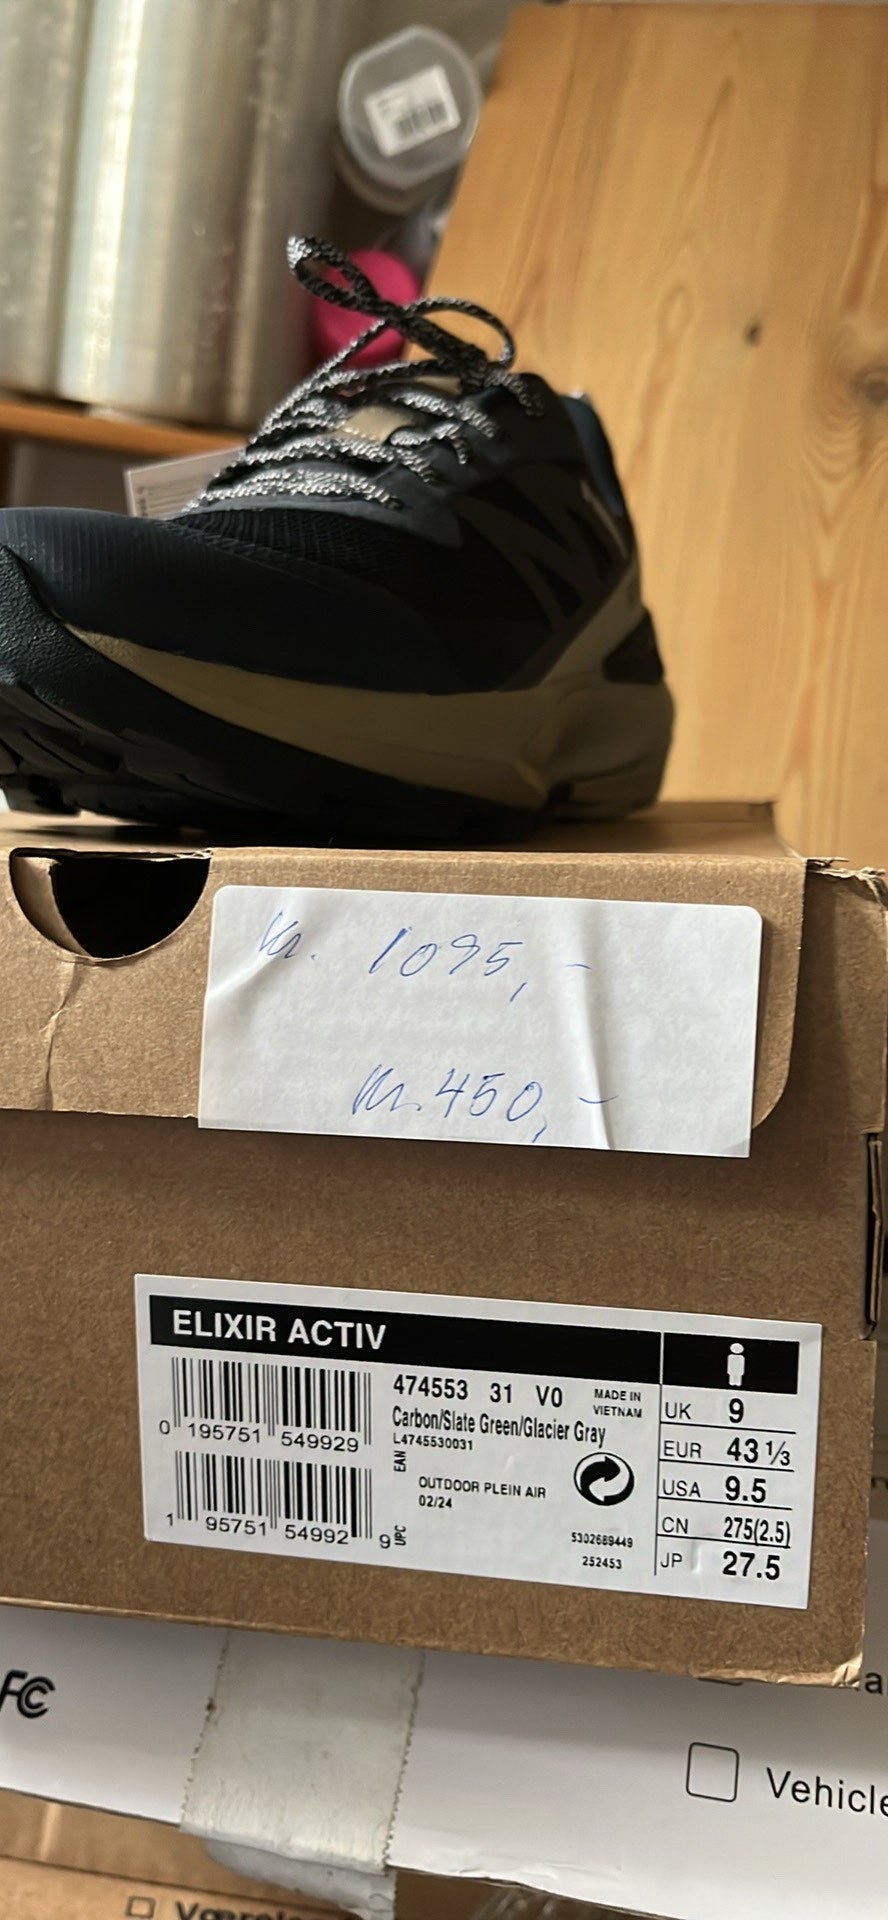 Kr. 1095,-
Kr. 450,-
ELIXIR ACTIV
474553 31 V0
MADE IN
VIETNAM
Carbon/Slate Green/Glacier Gray
L4745530031
0 195751 549929
EAN
OUTDOOR PLEIN AIR
02/24
1 95751 54992 9
UPC
5302689449
252453
UK 9
EUR 43 1/3
USA 9.5
CN 275(2.5)
JP 27.5
FC
Vehicle